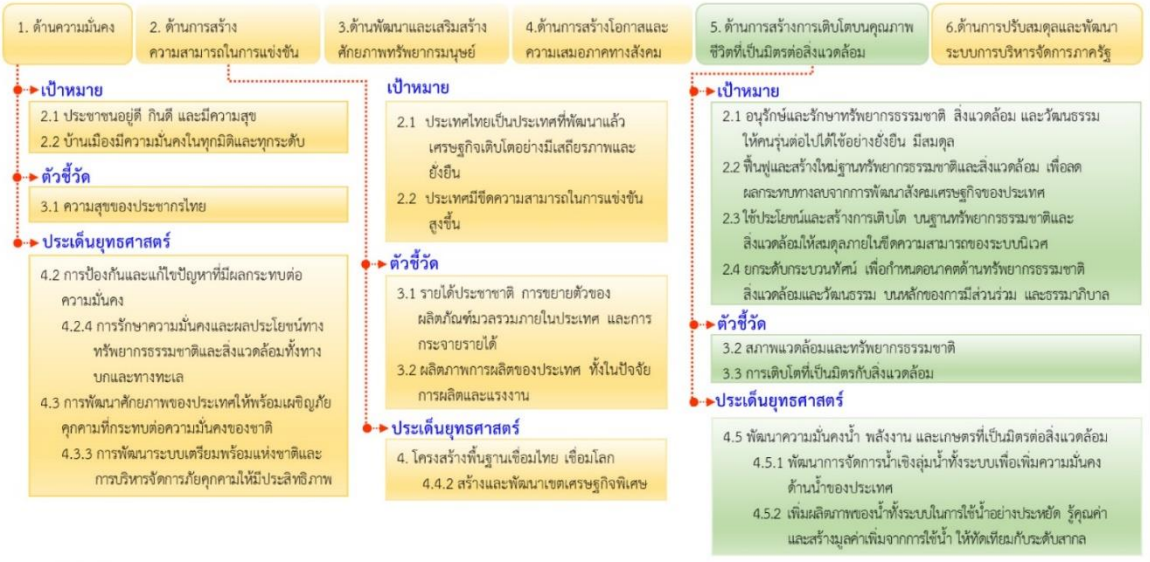 1. ด้านความมั่นคง
2. ด้านการสร้าง
ความสามารถในการแข่งขัน
3.ด้านพัฒนาและเสริมสร้าง
ศักยภาพทรัพยากรมนุษย์
4.ด้านการสร้างโอกาสและ
ความเสมอภาคทางสังคม
5. ด้านการสร้างการเติบโตบนคุณภาพ
ชีวิตที่เป็นมิตรต่อสิ่งแวดล้อม
6.ด้านการปรับสมดุลและพัฒนา
ระบบการบริหารจัดการภาครัฐ
เป้าหมาย
2.1 ประชาชนอยู่ดี กินดี และมีความสุข
2.2 บ้านเมืองมีความมั่นคงในทุกมิติและทุกระดับ
ตัวชี้วัด
3.1 ความสุขของประชากรไทย
ประเด็นยุทธศาสตร์
4.2 การป้องกันและแก้ไขปัญหาที่มีผลกระทบต่อ
ความมั่นคง
4.2.4 การรักษาความมั่นคงและผลประโยชน์ทาง
ทรัพยากรธรรมชาติและสิ่งแวดล้อมทั้งทาง
บกและทางทะเล
4.3 การพัฒนาศักยภาพของประเทศให้พร้อมเผชิญภัย
คุกคามที่กระทบต่อความมั่นคงของชาติ
4.3.3 การพัฒนาระบบเตรียมพร้อมแห่งชาติและ
การบริหารจัดการภัยคุกคามให้มีประสิทธิภาพ
เป้าหมาย
2.1 ประเทศไทยเป็นประเทศที่พัฒนาแล้ว
เศรษฐกิจเติบโตอย่างมีเสถียรภาพและ
ยั่งยืน
2.2 ประเทศมีขีดความสามารถในการแข่งขัน
สูงขึ้น
ตัวชี้วัด
3.1 รายได้ประชาชาติ การขยายตัวของ
ผลิตภัณฑ์มวลรวมภายในประเทศ และการ
กระจายรายได้
3.2 ผลิตภาพการผลิตของประเทศ ทั้งในปัจจัย
การผลิตและแรงงาน
ประเด็นยุทธศาสตร์
4. โครงสร้างพื้นฐานเชื่อมไทย เชื่อมโลก
4.4.2 สร้างและพัฒนาเขตเศรษฐกิจพิเศษ
เป้าหมาย
2.1 อนุรักษ์และรักษาทรัพยากรธรรมชาติ สิ่งแวดล้อม และวัฒนธรรม
ให้คนรุ่นต่อไปได้ใช้อย่างยั่งยืน มีสมดุล
2.2 ฟื้นฟูและสร้างใหม่ฐานทรัพยากรธรรมชาติและสิ่งแวดล้อม เพื่อลด
ผลกระทบทางลบจากการพัฒนาสังคมเศรษฐกิจของประเทศ
2.3 ใช้ประโยชน์และสร้างการเติบโต บนฐานทรัพยากรธรรมชาติและ
สิ่งแวดล้อมให้สมดุลภายในขีดความสามารถของระบบนิเวศ
2.4 ยกระดับกระบวนทัศน์ เพื่อกำหนดอนาคตด้านทรัพยากรธรรมชาติ
สิ่งแวดล้อมและวัฒนธรรม บนหลักของการมีส่วนร่วม และธรรมาภิบาล
ตัวชี้วัด
3.2 สภาพแวดล้อมและทรัพยากรธรรมชาติ
3.3 การเติบโตที่เป็นมิตรกับสิ่งแวดล้อม
ประเด็นยุทธศาสตร์
4.5 พัฒนาความมั่นคงน้ำ พลังงาน และเกษตรที่เป็นมิตรต่อสิ่งแวดล้อม
4.5.1 พัฒนาการจัดการน้ำเชิงลุ่มน้ำทั้งระบบเพื่อเพิ่มความมั่นคง
ด้านน้ำของประเทศ
4.5.2 เพิ่มผลิตภาพของน้ำทั้งระบบในการใช้น้ำอย่างประหยัด รู้คุณค่า
และสร้างมูลค่าเพิ่มจากการใช้น้ำ ให้ทัดเทียมกับระดับสากล